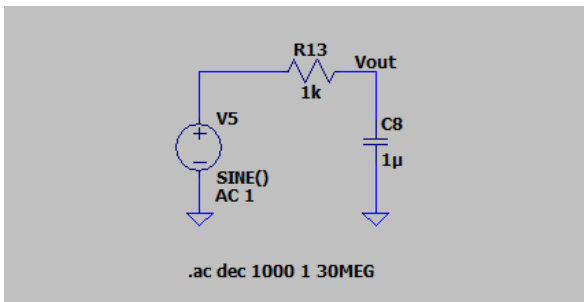 R13
Vout
1k
V5
C8
1µ
SINE()
AC 1
.ac dec 1000 1 30MEG